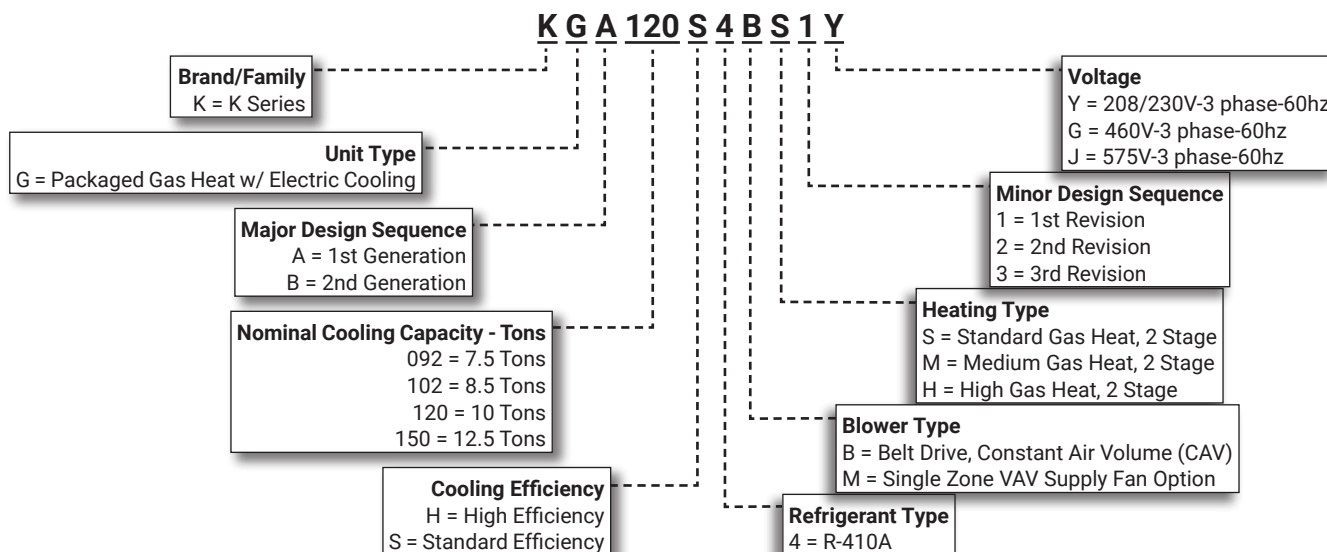 K G A 120 S 4 B S 1 Y
Brand/Family
K = K Series
Unit Type
G = Packaged Gas Heat w/ Electric Cooling
Major Design Sequence
A = 1st Generation
B = 2nd Generation
Nominal Cooling Capacity - Tons
092 = 7.5 Tons
102 = 8.5 Tons
120 = 10 Tons
150 = 12.5 Tons
Cooling Efficiency
H = High Efficiency
S = Standard Efficiency
Voltage
Y = 208/230V-3 phase-60hz
G = 460V-3 phase-60hz
J = 575V-3 phase-60hz
Minor Design Sequence
1 = 1st Revision
2 = 2nd Revision
3 = 3rd Revision
Heating Type
S = Standard Gas Heat, 2 Stage
M = Medium Gas Heat, 2 Stage
H = High Gas Heat, 2 Stage
Blower Type
B = Belt Drive, Constant Air Volume (CAV)
M = Single Zone VAV Supply Fan Option
Refrigerant Type
4 = R-410A